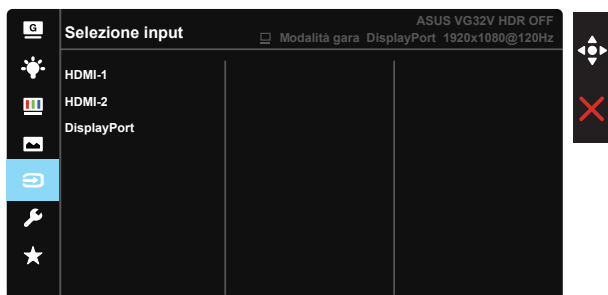 G
Selezione input
ASUS VG32V HDR OFF
Modalità gara DisplayPort 1920x1080@120Hz
HDMI-1
HDMI-2
DisplayPort